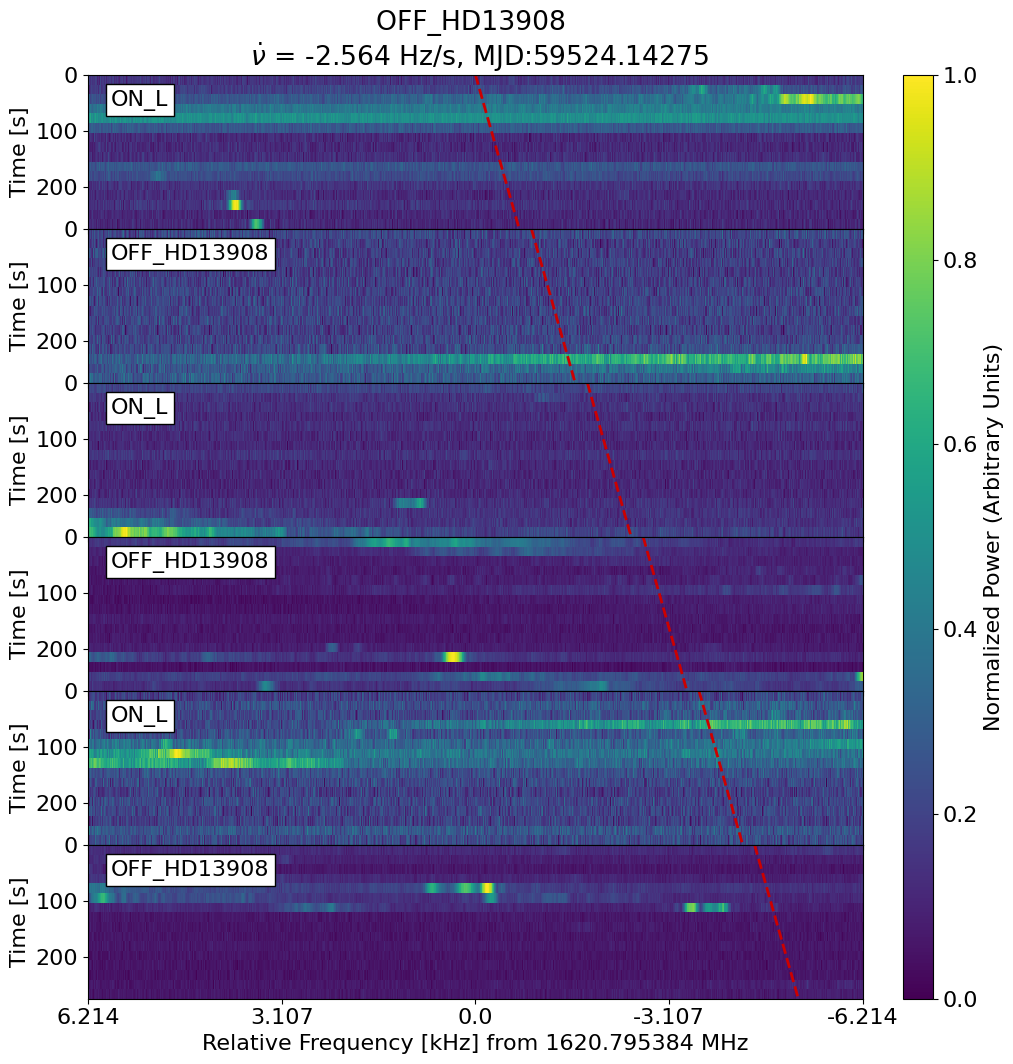 OFF_HD13908
ν̇ = -2.564 Hz/s, MJD:59524.14275
0
ON_L
100
200
Time [s]
0
OFF_HD13908
100
200
Time [s]
0
ON_L
100
200
Time [s]
0
OFF_HD13908
100
200
Time [s]
0
ON_L
100
200
Time [s]
0
OFF_HD13908
100
200
Time [s]
6.214 3.107 0.0 -3.107 -6.214
Relative Frequency [kHz] from 1620.795384 MHz
1.0
0.8
0.6
0.4
0.2
0.0
Normalized Power (Arbitrary Units)